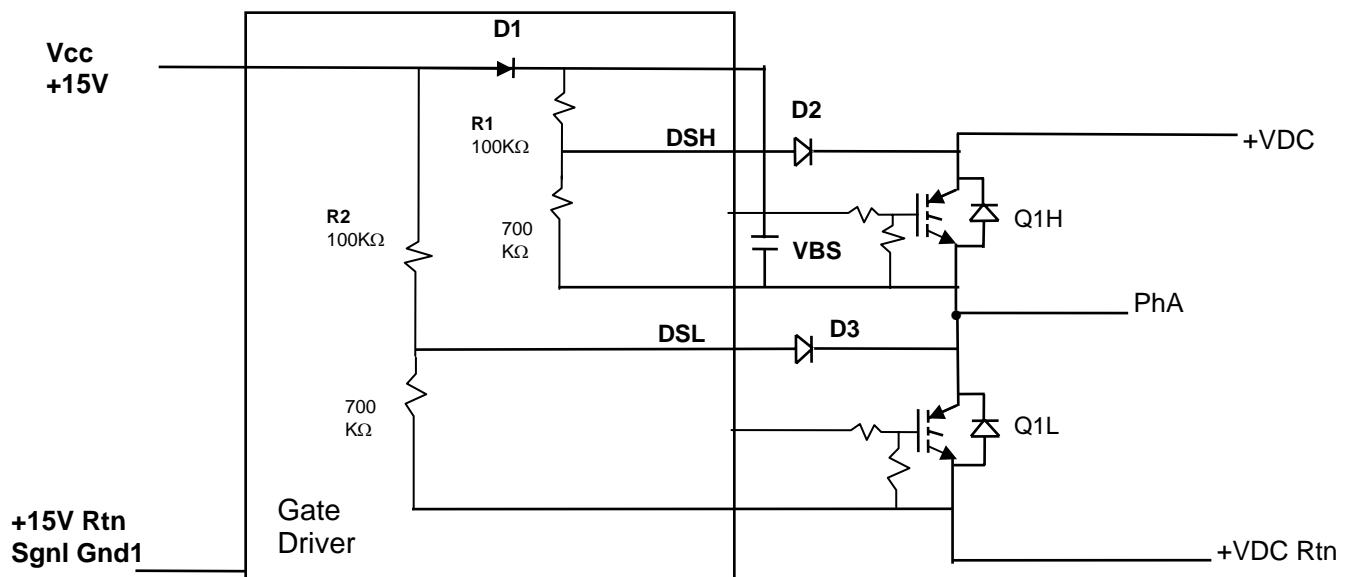 D1
Vcc
+15V
D2
R1
100KΩ
DSH
+VDC
R2
100KΩ
700
KΩ
VBS
Q1H
PhA
DSL
D3
700
KΩ
Q1L
Gate
Driver
+15V Rtn
Sgnl Gnd1
+VDC Rtn